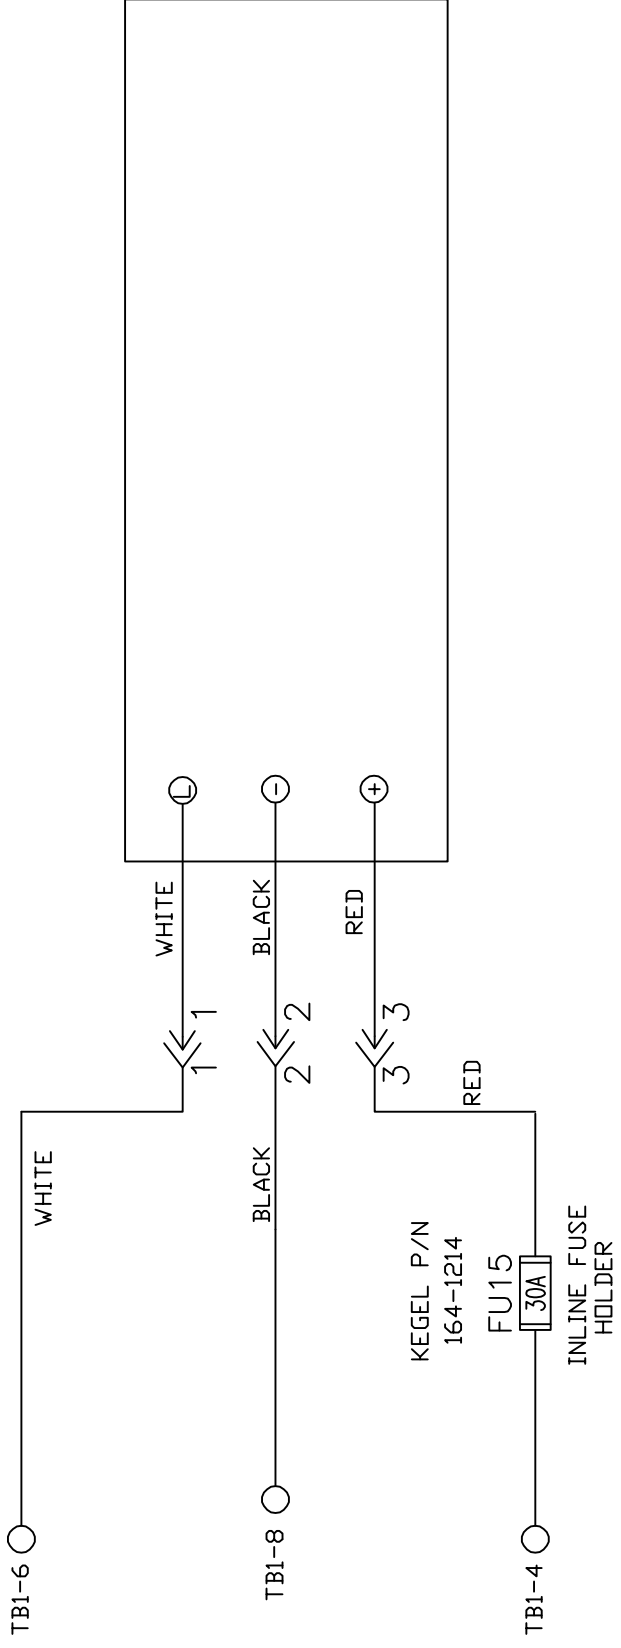 L
-
+
WHITE
BLACK
RED
1
2
3
1
2
3
WHITE
BLACK
RED
KEGEL P/N
164-1214
FU15
30A
INLINE FUSE
HOLDER
TB1-6
TB1-8
TB1-4